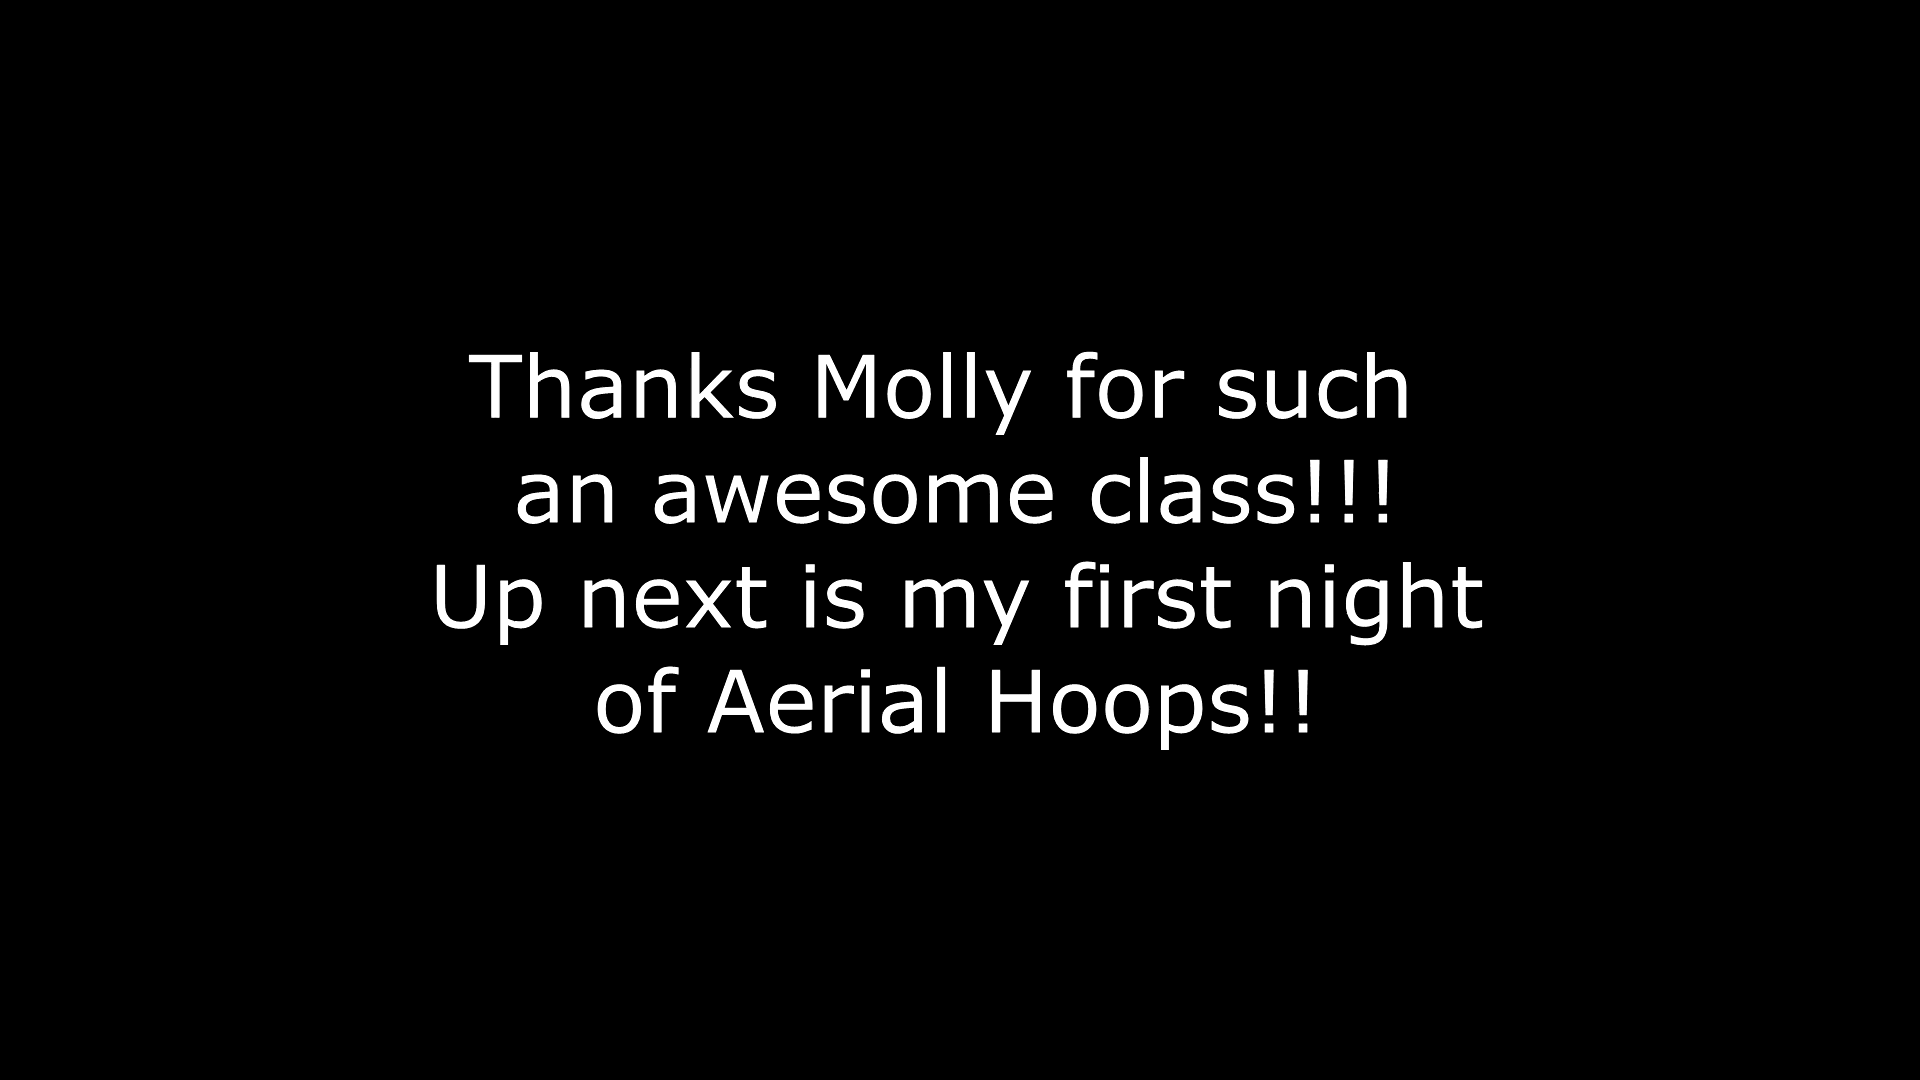 Thanks Molly for such
an awesome class!!!
Up next is my first night
of Aerial Hoops!!